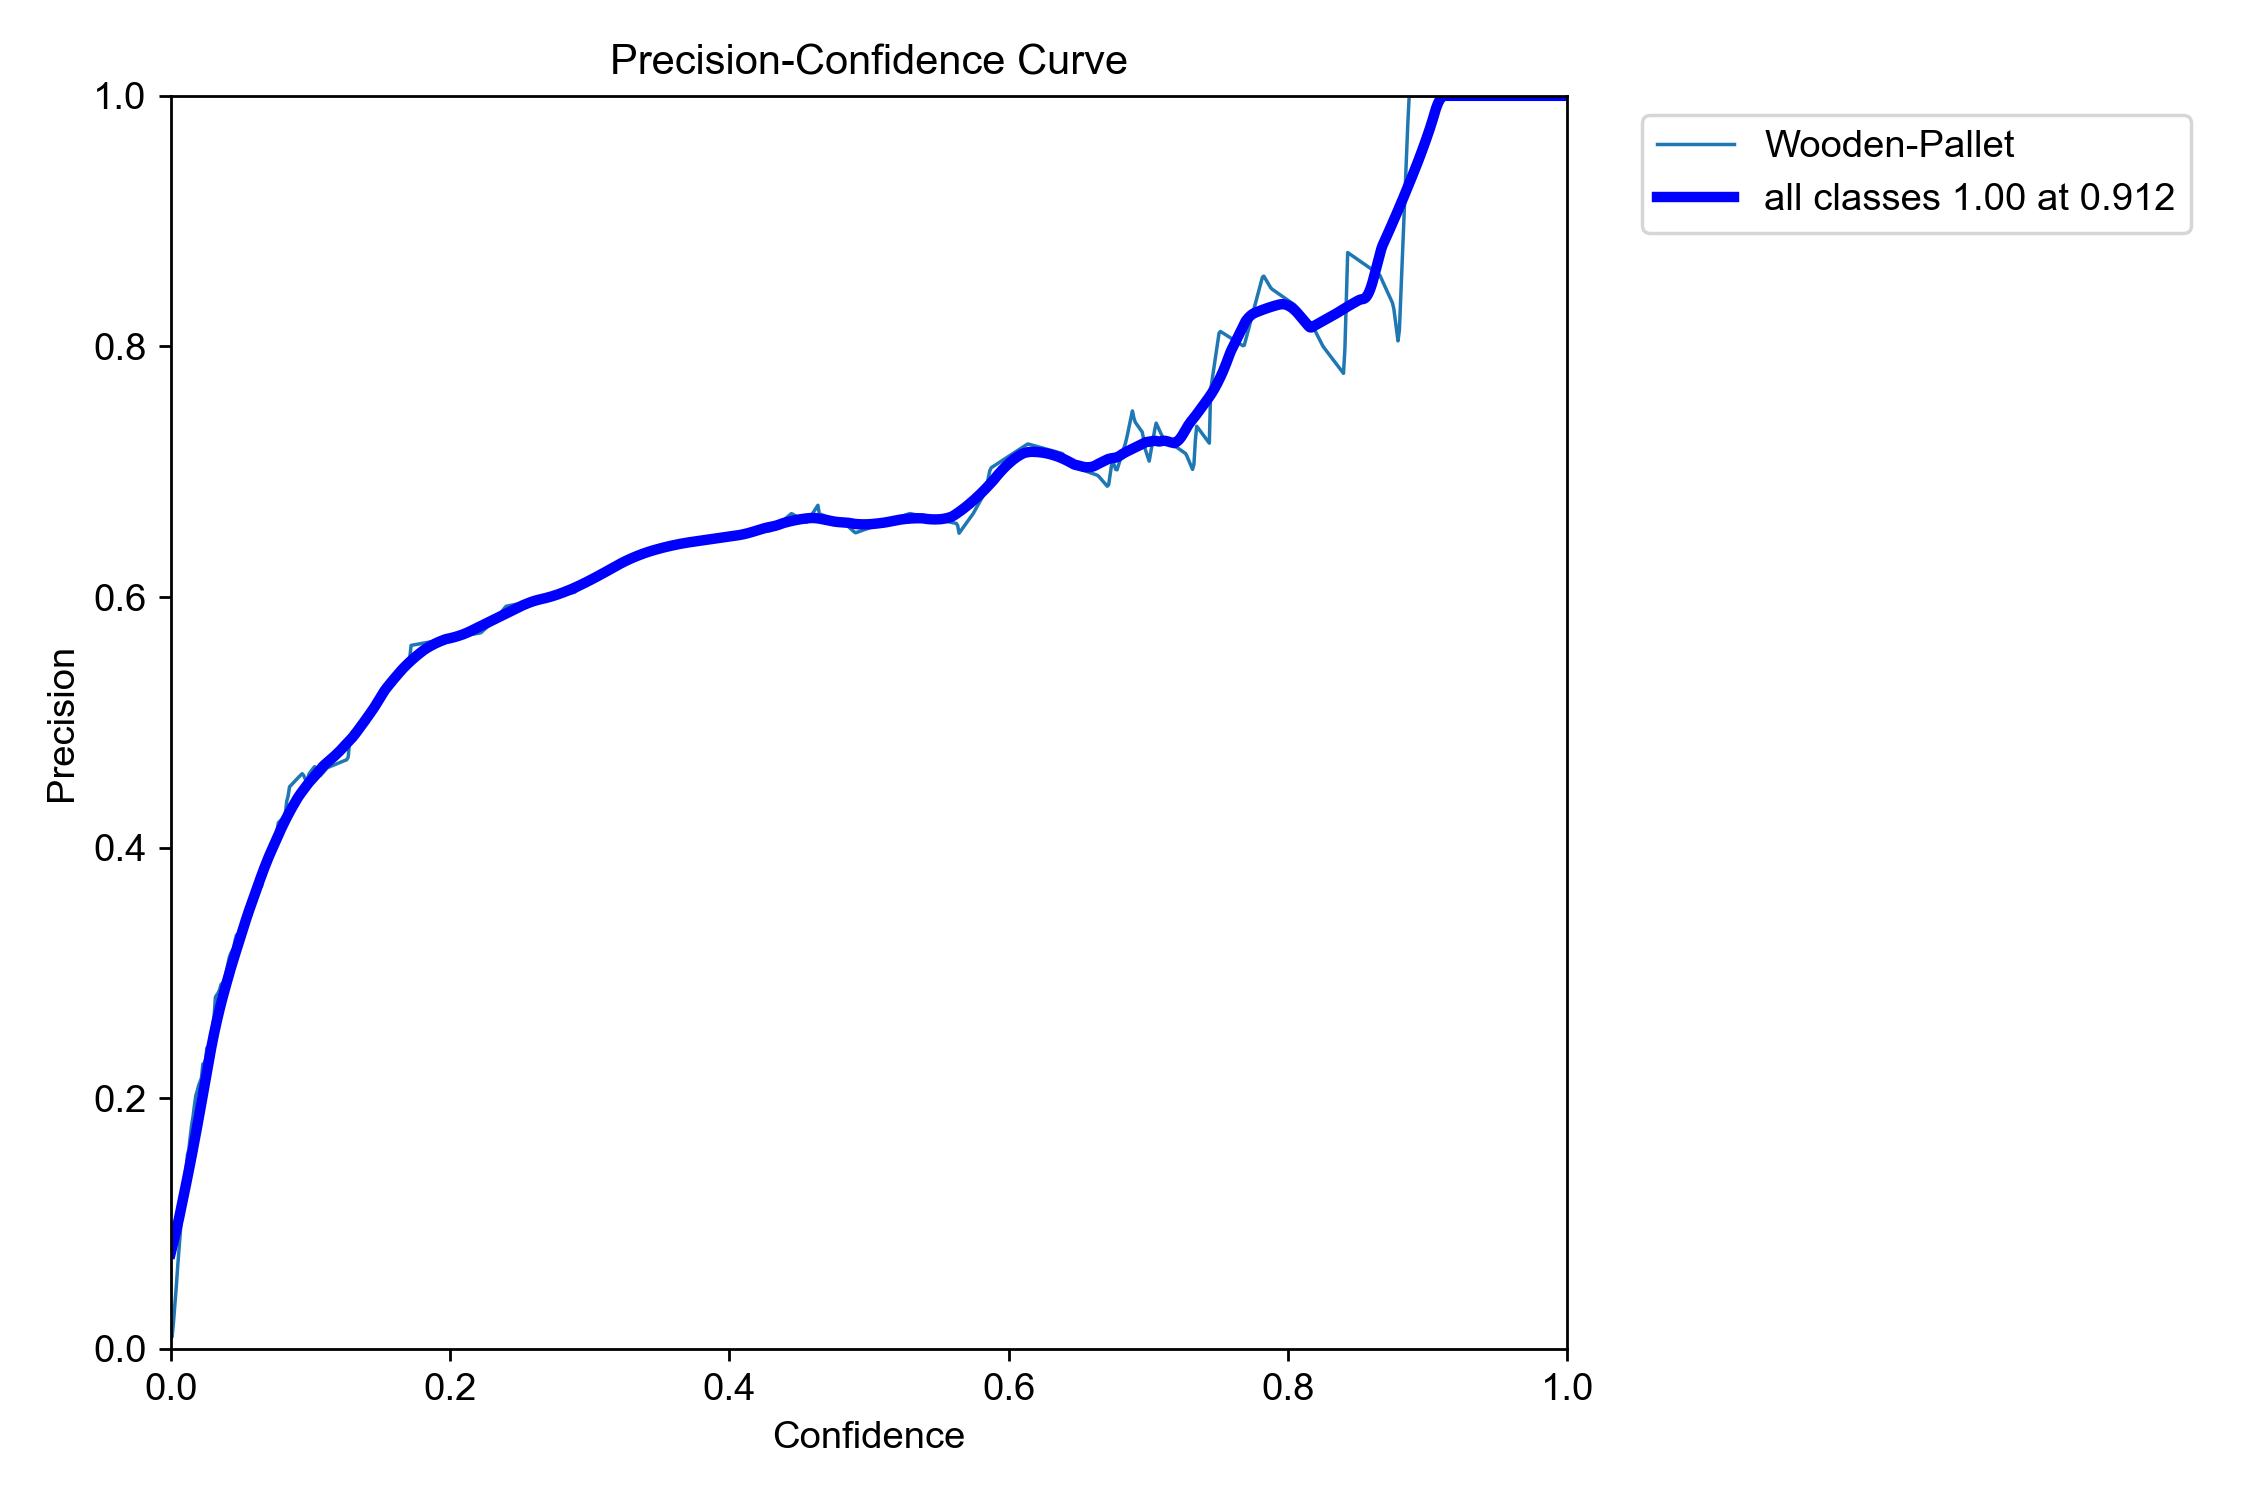 Precision-Confidence Curve
1.0
0.8
0.6
0.4
0.2
0.0
Precision
0.0 0.2 0.4 0.6 0.8 1.0
Confidence
Wooden-Pallet
all classes 1.00 at 0.912